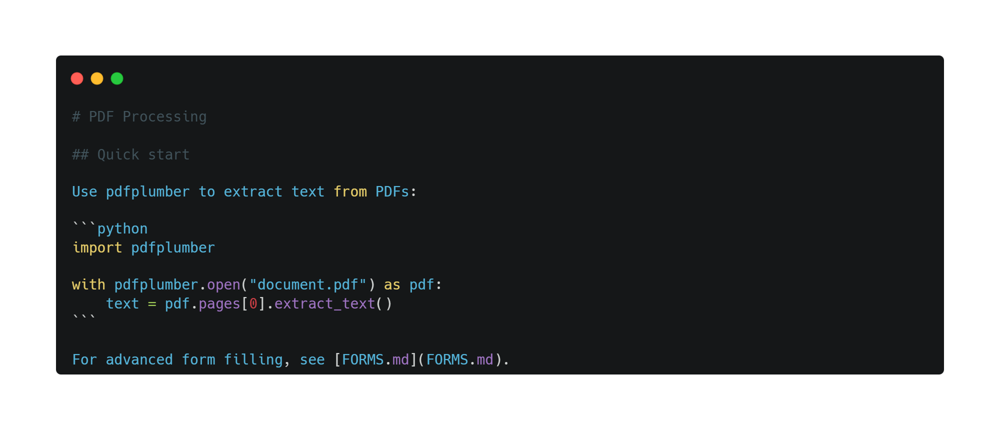 # PDF Processing
## Quick start
Use pdfplumber to extract text from PDFs:
```python
import pdfplumber
with pdfplumber.open("document.pdf") as pdf:
    text = pdf.pages[0].extract_text()
```
For advanced form filling, see [FORMS.md](FORMS.md).